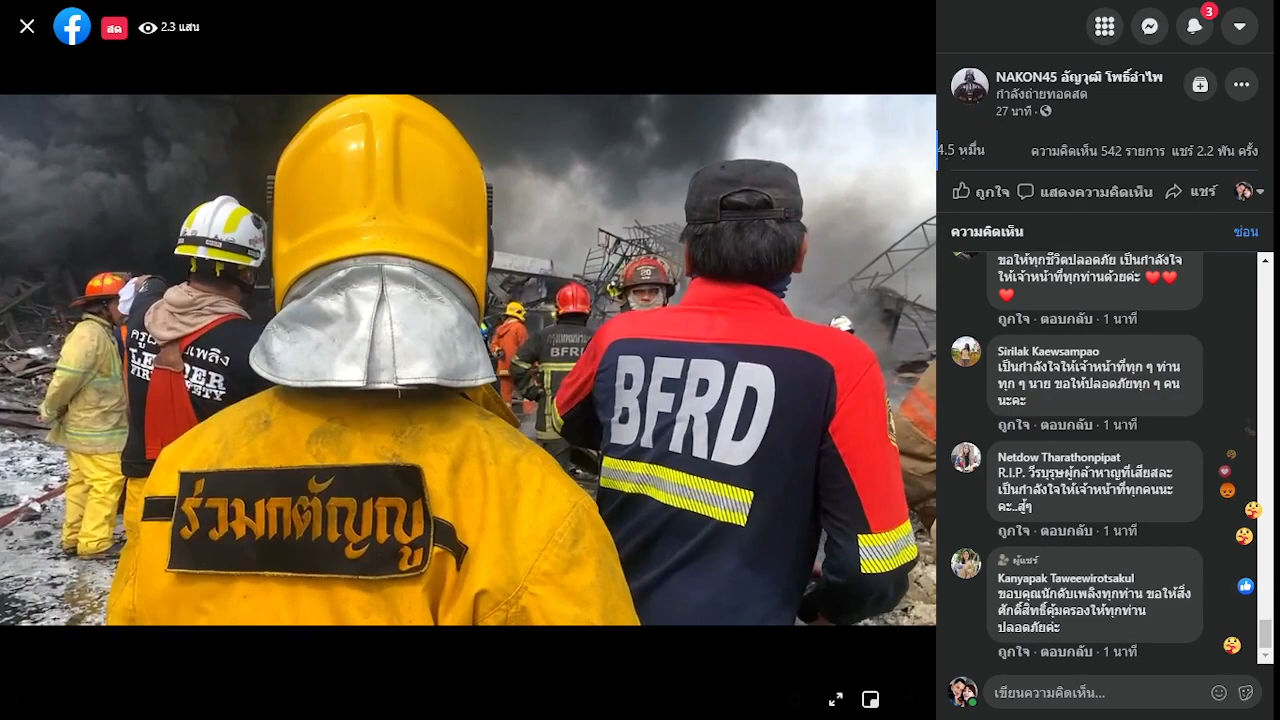 สด
2.3 แสน
3
NAKON45 อัญวุฒิ โพธิ์อำไพ
กำลังถ่ายทอดสด
27 นาที ·
4.5 หมื่น
ความคิดเห็น 542 รายการ แชร์ 2.2 พัน ครั้ง
ถูกใจ แสดงความคิดเห็น แชร์
ความคิดเห็น
ซ่อน
ขอให้ทุกชีวิตปลอดภัย เป็นกำลังใจ
ให้เจ้าหน้าที่ทุกท่านด้วยค่ะ ❤️❤️
❤️
ถูกใจ · ตอบกลับ · 1 นาที
Sirilak Kaewsampao
เป็นกำลังใจให้เจ้าหน้าที่ทุก ๆ ท่าน
ทุก ๆ นาย ขอให้ปลอดภัยทุก ๆ คน
นะคะ
ถูกใจ · ตอบกลับ · 1 นาที
Netdow Tharathonpipat
R.I.P. วีรบุรุษผู้กล้าหาญที่เสียสละ
เป็นกำลังใจให้เจ้าหน้าที่ทุกคนนะ
คะ..สู้ๆ
ถูกใจ · ตอบกลับ · 1 นาที
ผู้แชร์
Kanyapak Taweewirotsakul
ขอบคุณนักดับเพลิงทุกท่าน ขอให้สิ่ง
ศักดิ์สิทธิ์คุ้มครองให้ทุกท่าน
ปลอดภัยค่ะ
ถูกใจ · ตอบกลับ · 1 นาที
เขียนความคิดเห็น...
ร่วมกตัญญู
BFRD
20